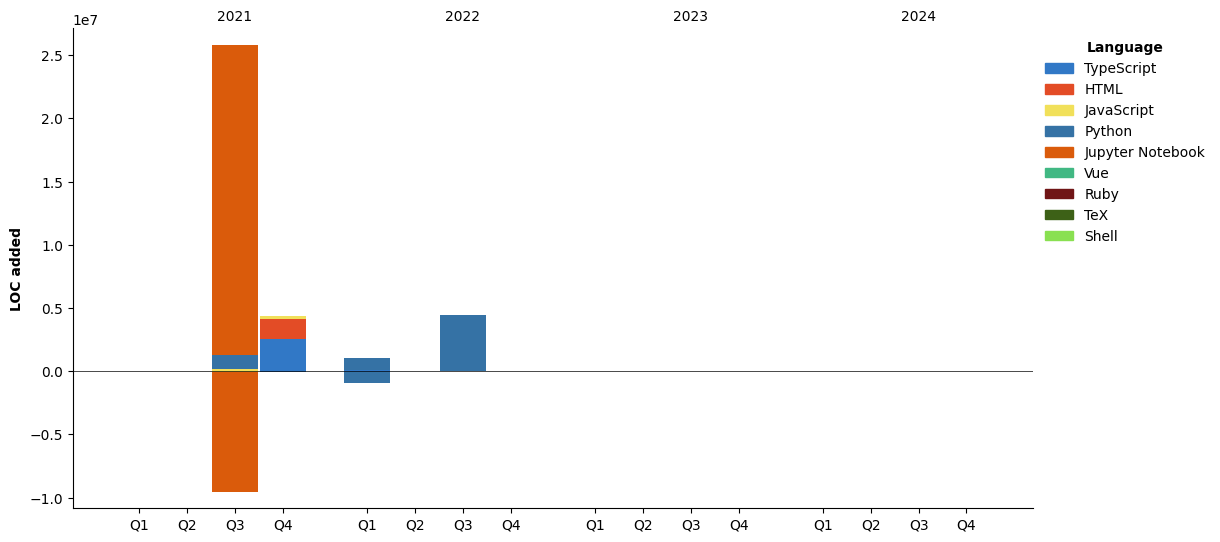 1e7
2021 2022 2023 2024
2.5
2.0
1.5
1.0
0.5
0.0
−0.5
−1.0
LOC added
Q1 Q2 Q3 Q4 Q1 Q2 Q3 Q4 Q1 Q2 Q3 Q4 Q1 Q2 Q3 Q4
Language
TypeScript
HTML
JavaScript
Python
Jupyter Notebook
Vue
Ruby
TeX
Shell